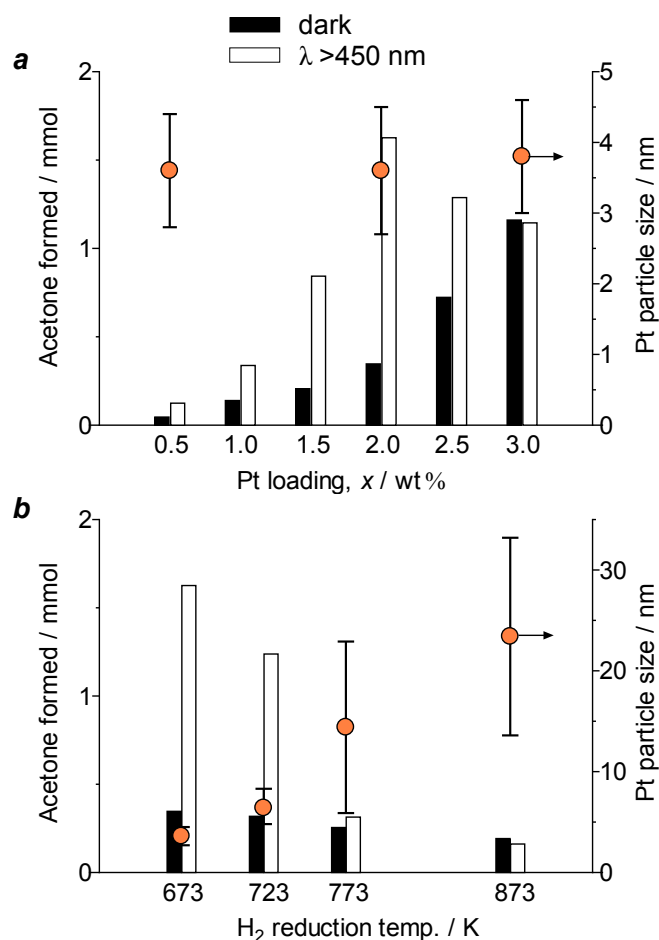 dark
λ >450 nm
a
2
1
0
Acetone formed / mmol
5
4
3
2
1
0
Pt particle size / nm
0.5 1.0 1.5 2.0 2.5 3.0
Pt loading, x / wt%
b
2
1
0
Acetone formed / mmol
30
20
10
0
Pt particle size / nm
673 723 773 873
H₂ reduction temp. / K